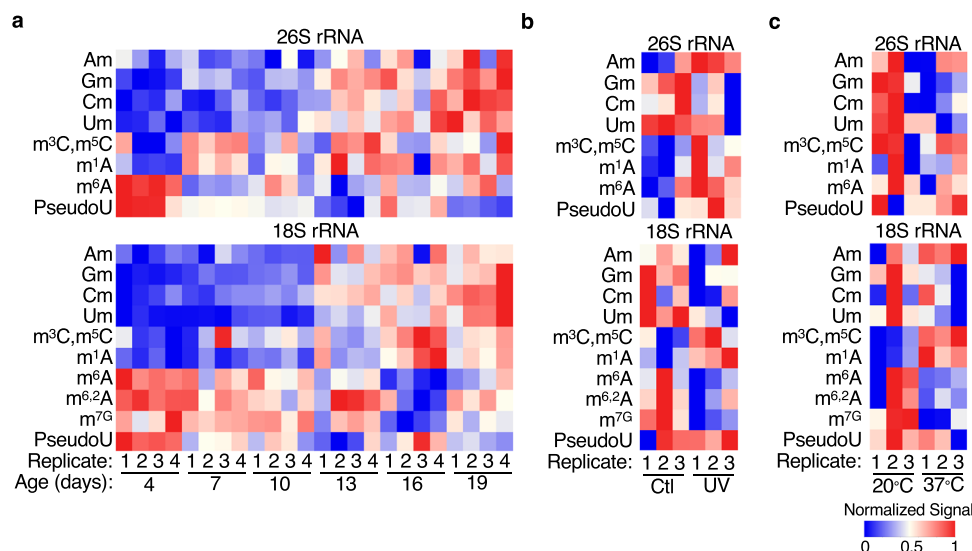 a
26S rRNA
Am
Gm
Cm
Um
m³C,m⁵C
m¹A
m⁶A
PseudoU
18S rRNA
Am
Gm
Cm
Um
m³C,m⁵C
m¹A
m⁶A
m⁶,²A
m⁷ᴳ
PseudoU
Replicate: 1 2 3 4 1 2 3 4 1 2 3 4 1 2 3 4 1 2 3 4 1 2 3 4
Age (days): 4 7 10 13 16 19
b
26S rRNA
Am
Gm
Cm
Um
m³C,m⁵C
m¹A
m⁶A
PseudoU
18S rRNA
Am
Gm
Cm
Um
m³C,m⁵C
m¹A
m⁶A
m⁶,²A
m⁷ᴳ
PseudoU
Replicate: 1 2 3 1 2 3
Ctl UV
c
26S rRNA
Am
Gm
Cm
Um
m³C,m⁵C
m¹A
m⁶A
PseudoU
18S rRNA
Am
Gm
Cm
Um
m³C,m⁵C
m¹A
m⁶A
m⁶,²A
m⁷ᴳ
PseudoU
Replicate: 1 2 3 1 2 3
20°C 37°C
Normalized Signal
0 0.5 1